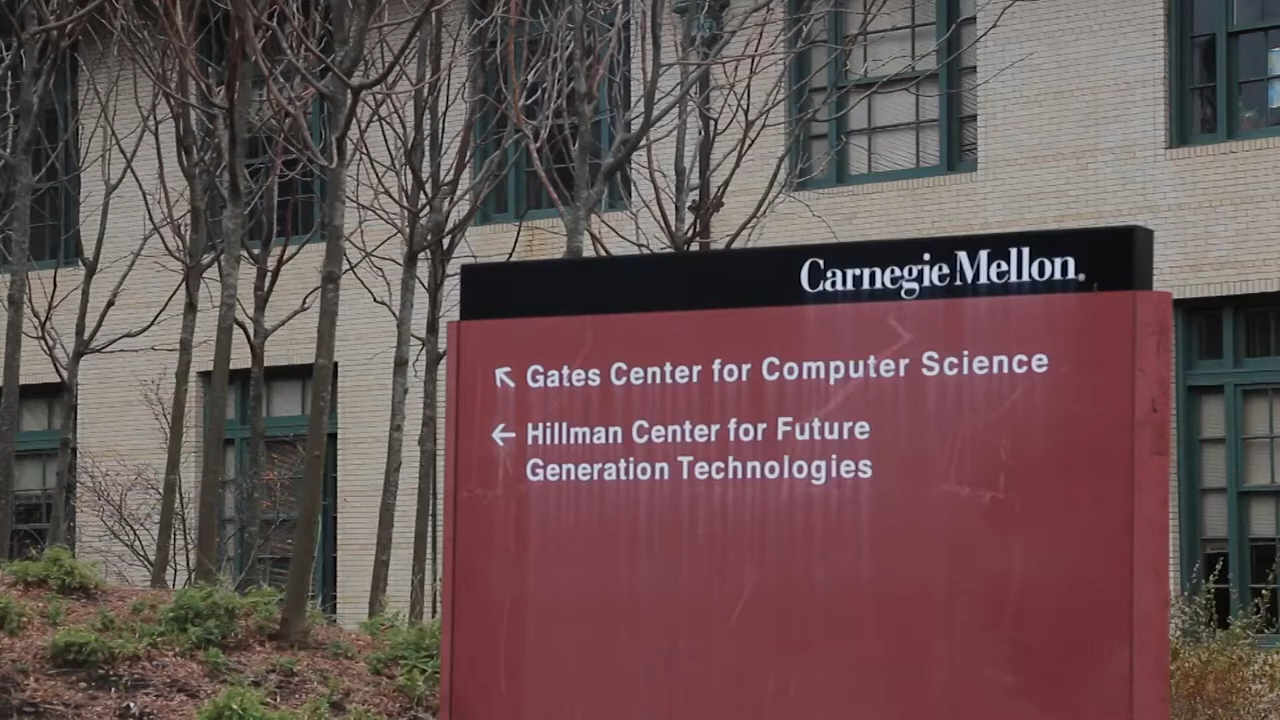 Carnegie Mellon®
↖ Gates Center for Computer Science
← Hillman Center for Future
Generation Technologies